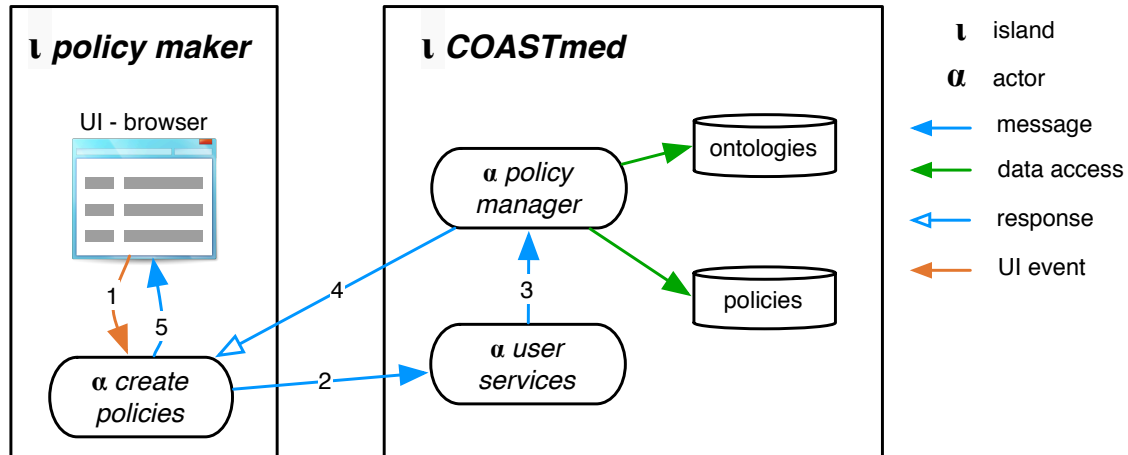 ι policy maker
UI - browser
1
5
α create
policies
ι COASTmed
α policy
manager
ontologies
policies
4
3
2
α user
services
ι island
α actor
message
data access
response
UI event